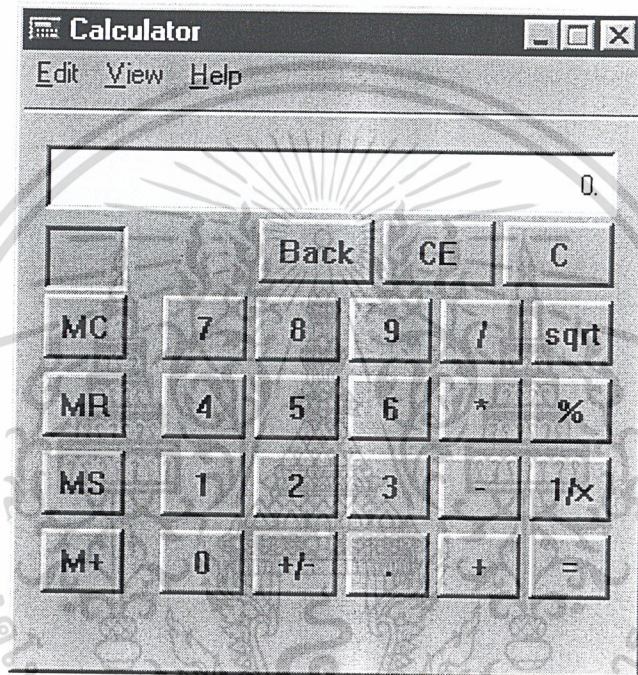 Calculator
Edit View Help
0.
Back CE C
MC 7 8 9 / sqrt
MR 4 5 6 * %
MS 1 2 3 - 1/x
M+ 0 +/- . + =